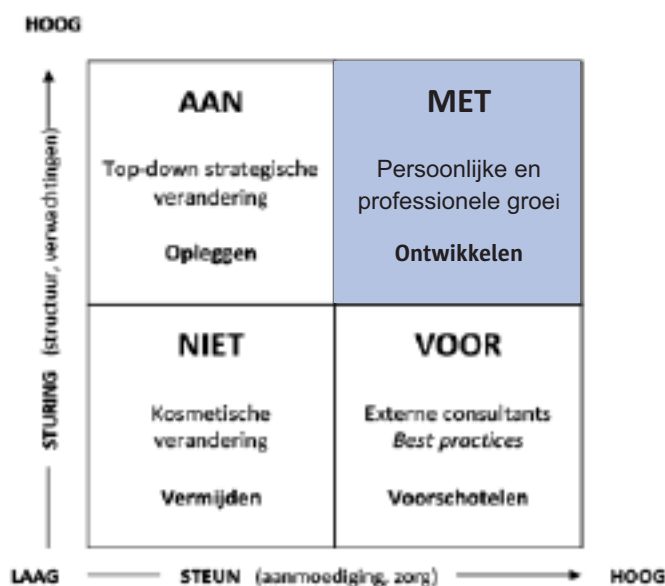 HOOG
STURING (structuur, verwachtingen)
AAN
Top-down strategische
verandering
Opleggen
MET
Persoonlijke en
professionele groei
Ontwikkelen
NIET
Kosmetische
verandering
Vermijden
VOOR
Externe consultants
Best practices
Voorschotelen
LAAG
STEUN (aanmoediging, zorg)
HOOG